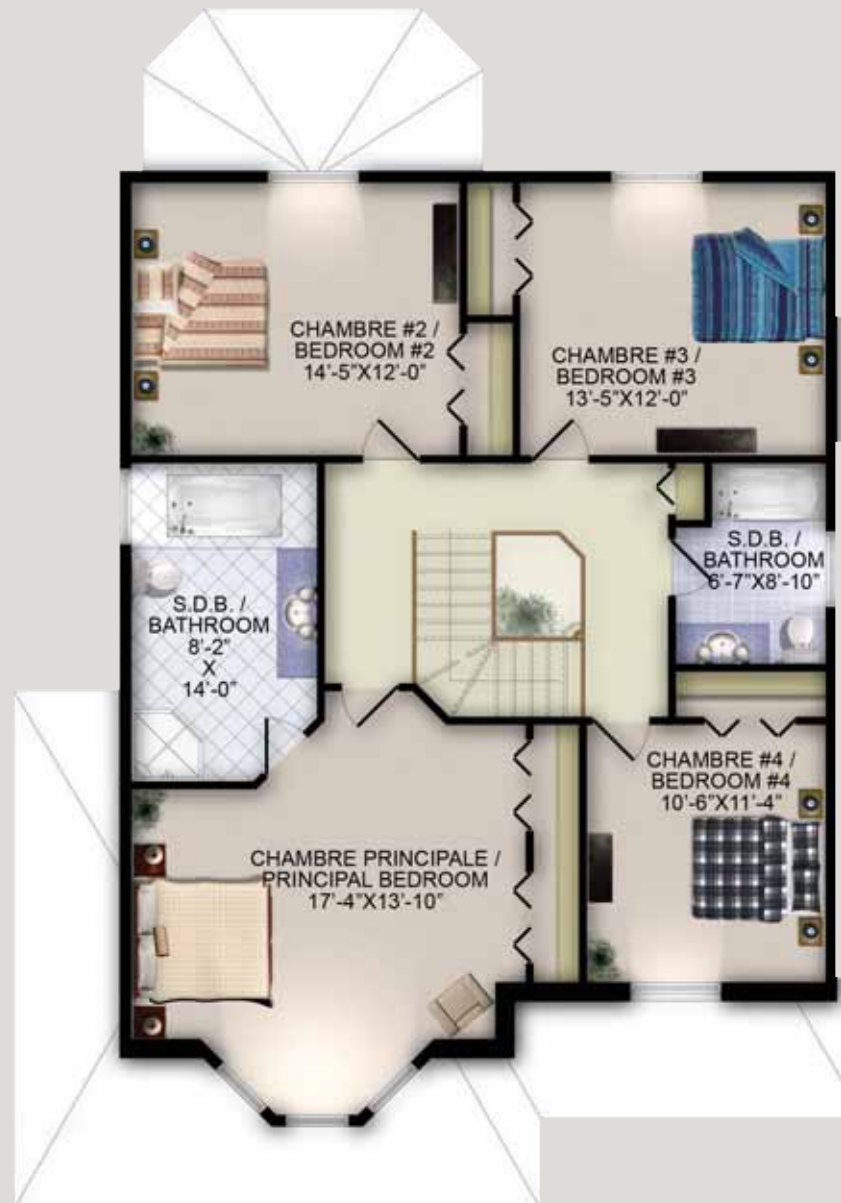 CHAMBRE #2 /
BEDROOM #2
14'-5"X12'-0"
CHAMBRE #3 /
BEDROOM #3
13'-5"X12'-0"
S.D.B. /
BATHROOM
8'-2"
X
14'-0"
S.D.B. /
BATHROOM
6'-7"X8'-10"
CHAMBRE #4 /
BEDROOM #4
10'-6"X11'-4"
CHAMBRE PRINCIPALE /
PRINCIPAL BEDROOM
17'-4"X13'-10"